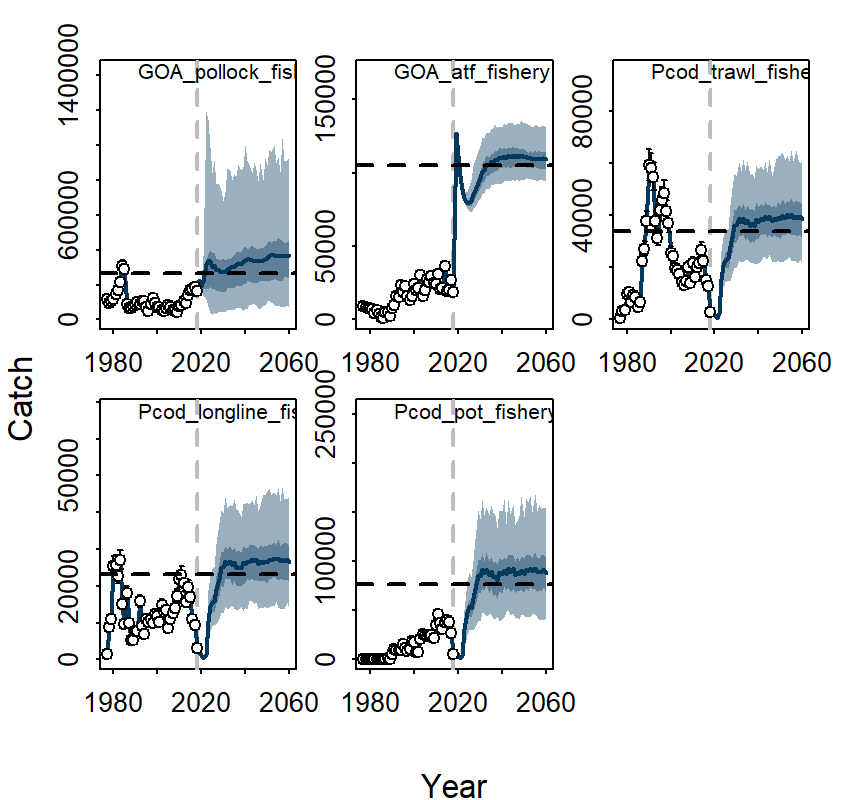 GOA_pollock_fis
GOA_atf_fishery
Pcod_trawl_fishe
1400000
600000
0
150000
50000
0
80000
40000
0
1980 2020 2060
1980 2020 2060
1980 2020 2060
Catch
Pcod_longline_fis
Pcod_pot_fishery
50000
20000
0
250000
100000
0
1980 2020 2060
1980 2020 2060
Year